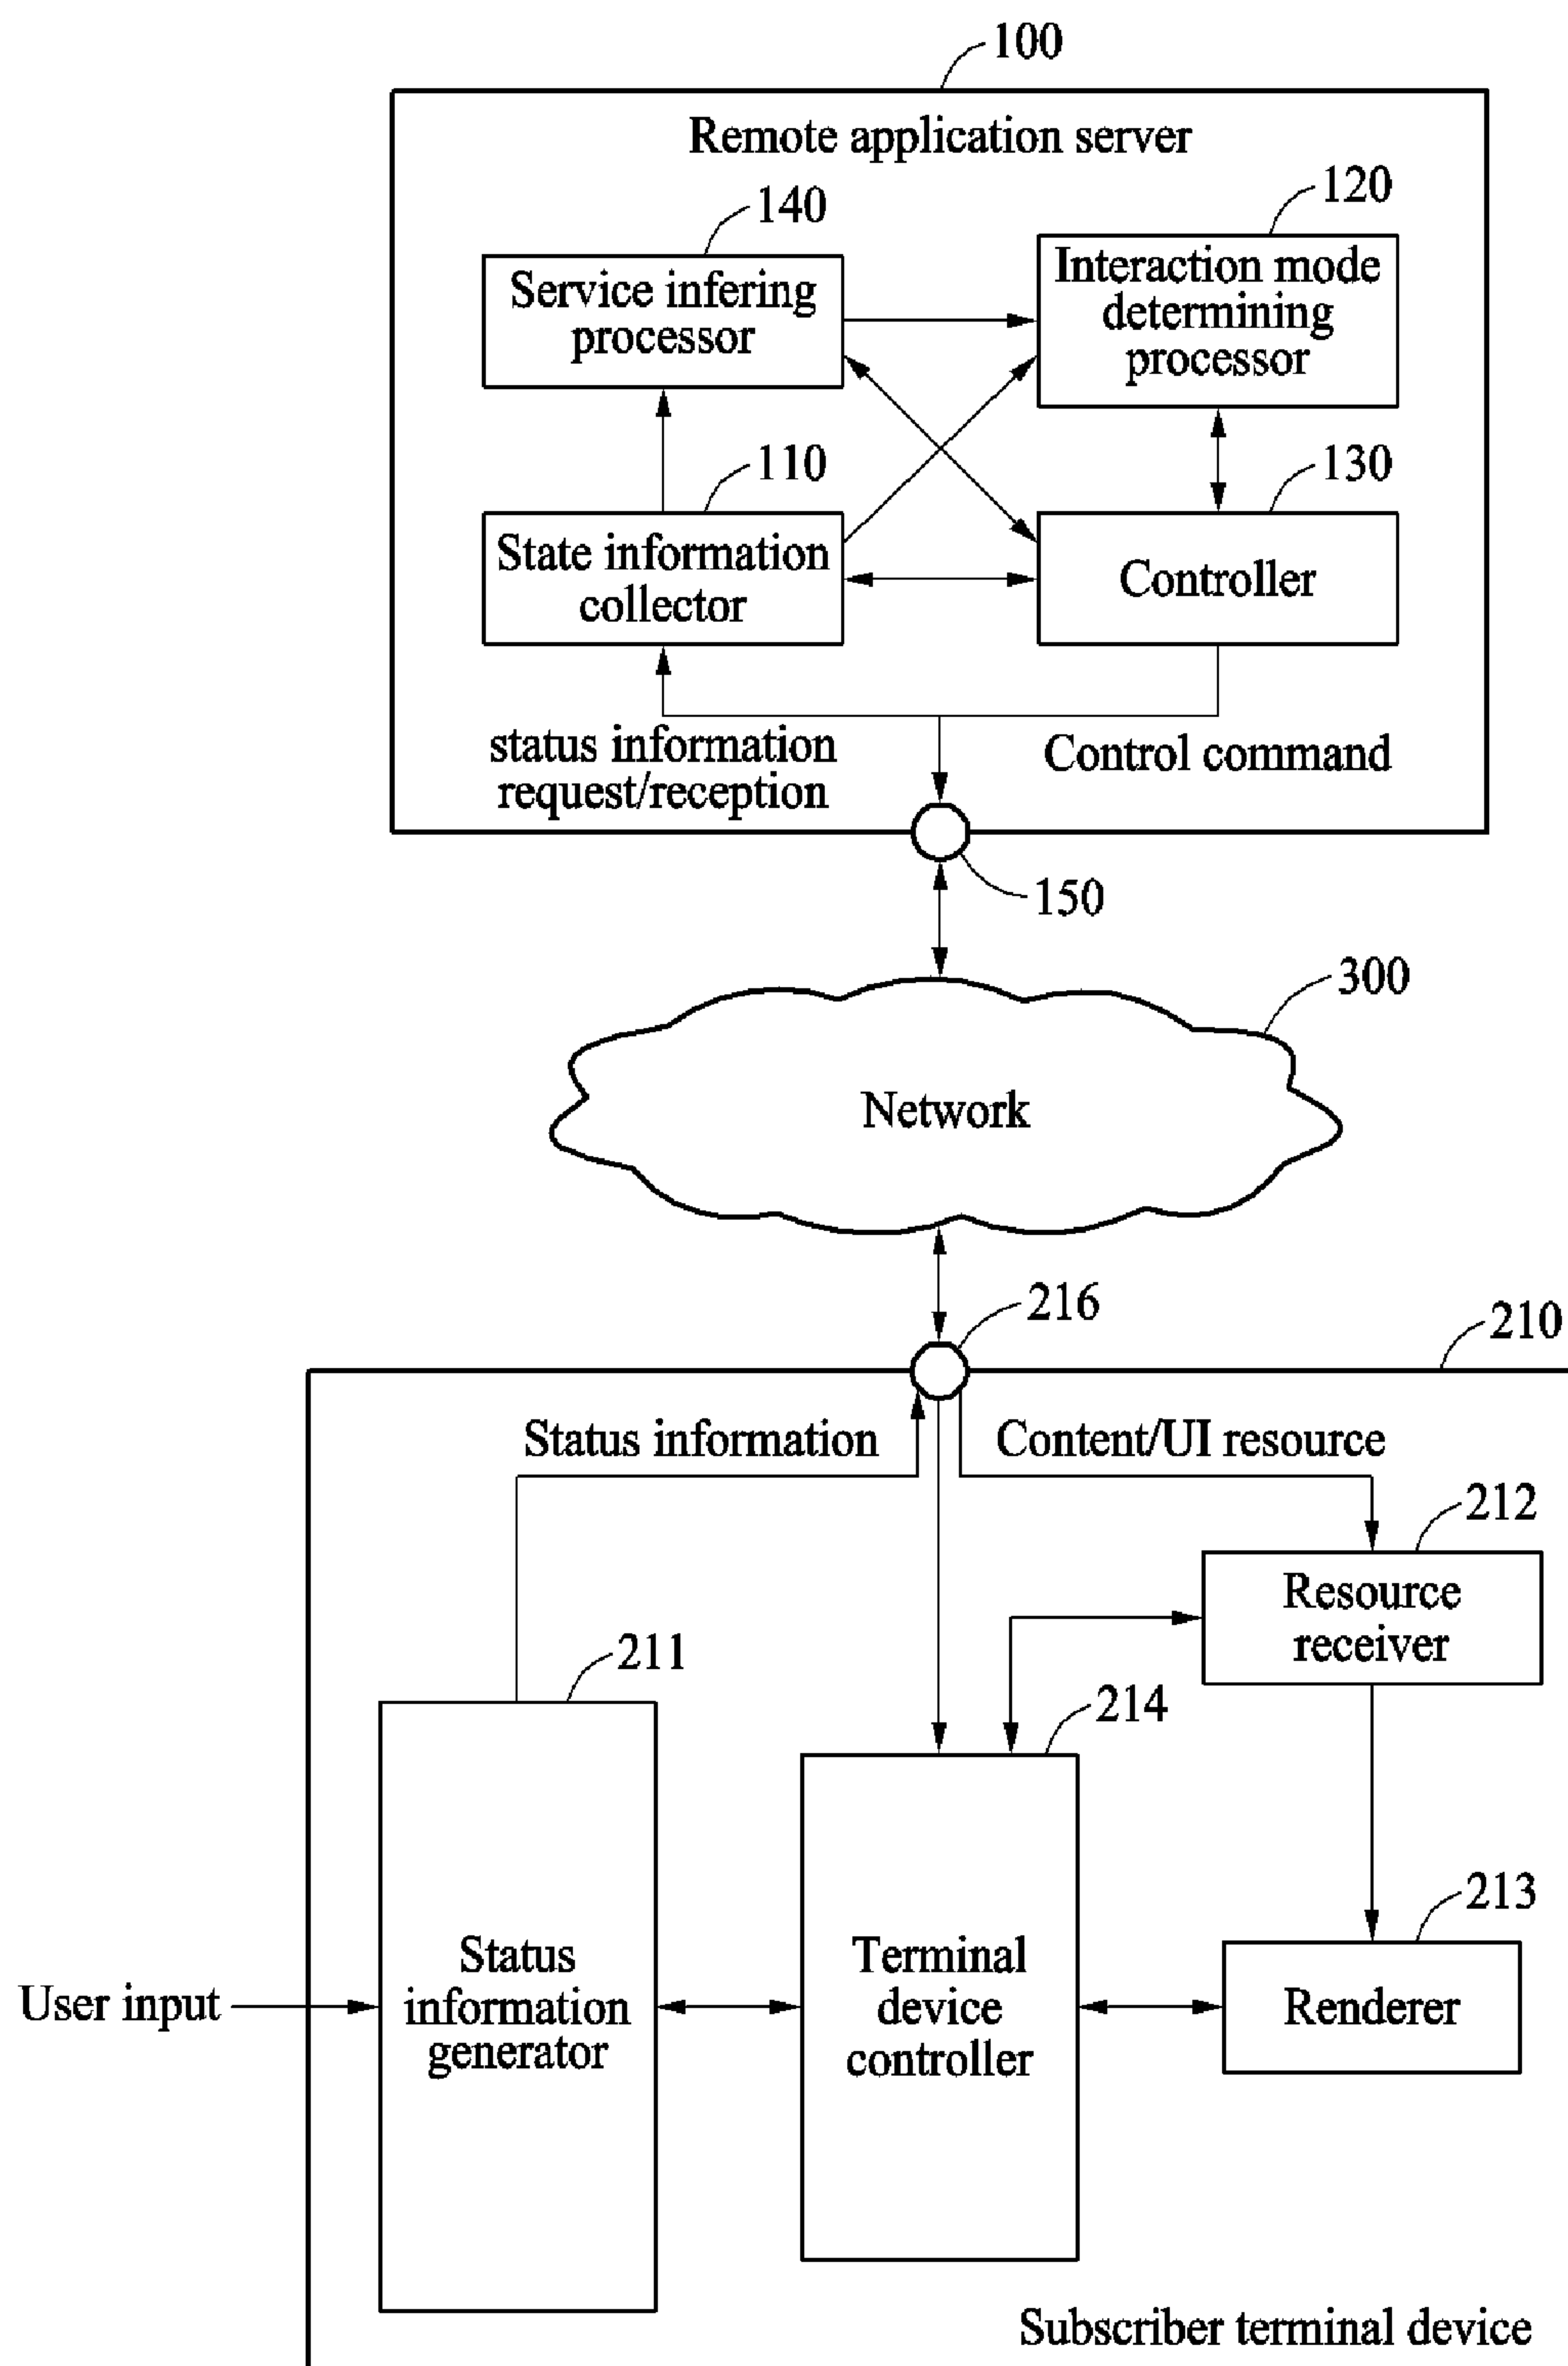 100
Remote application server
140
120
Service infering
processor
Interaction mode
determining
processor
110
130
State information
collector
Controller
status information
request/reception
Control command
150
300
Network
216
210
Status information
Content/UI resource
212
Resource
receiver
211
214
213
Status
information
generator
Terminal
device
controller
Renderer
User input
Subscriber terminal device